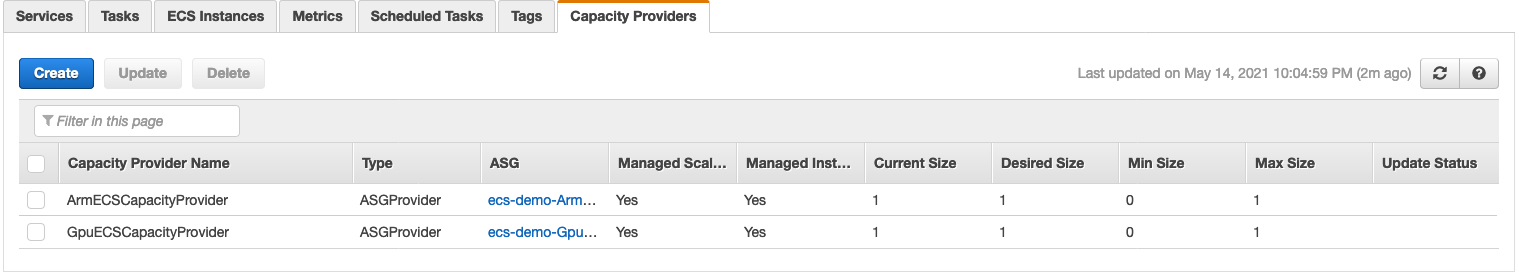 Services Tasks ECS Instances Metrics Scheduled Tasks Tags Capacity Providers
Create Update Delete Last updated on May 14, 2021 10:04:59 PM (2m ago)
Filter in this page
Capacity Provider Name Type ASG Managed Scal... Managed Inst... Current Size Desired Size Min Size Max Size Update Status
ArmECSCapacityProvider ASGProvider ecs-demo-Arm... Yes Yes 1 1 0 1
GpuECSCapacityProvider ASGProvider ecs-demo-Gpu... Yes Yes 1 1 0 1